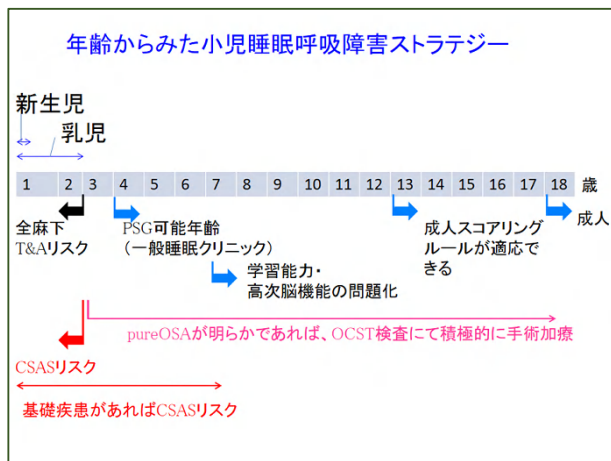 年齢からみた小児睡眠呼吸障害ストラテジー
新生児
乳児
1 2 3 4 5 6 7 8 9 10 11 12 13 14 15 16 17 18 歳
全麻下
T&Aリスク
PSG可能年齢
(一般睡眠クリニック)
成人スコアリング
ルールが適応で
きる
成人
学習能力・
高次脳機能の問題化
pureOSAが明らかであれば、OCST検査にて積極的に手術加療
CSASリスク
基礎疾患があればCSASリスク